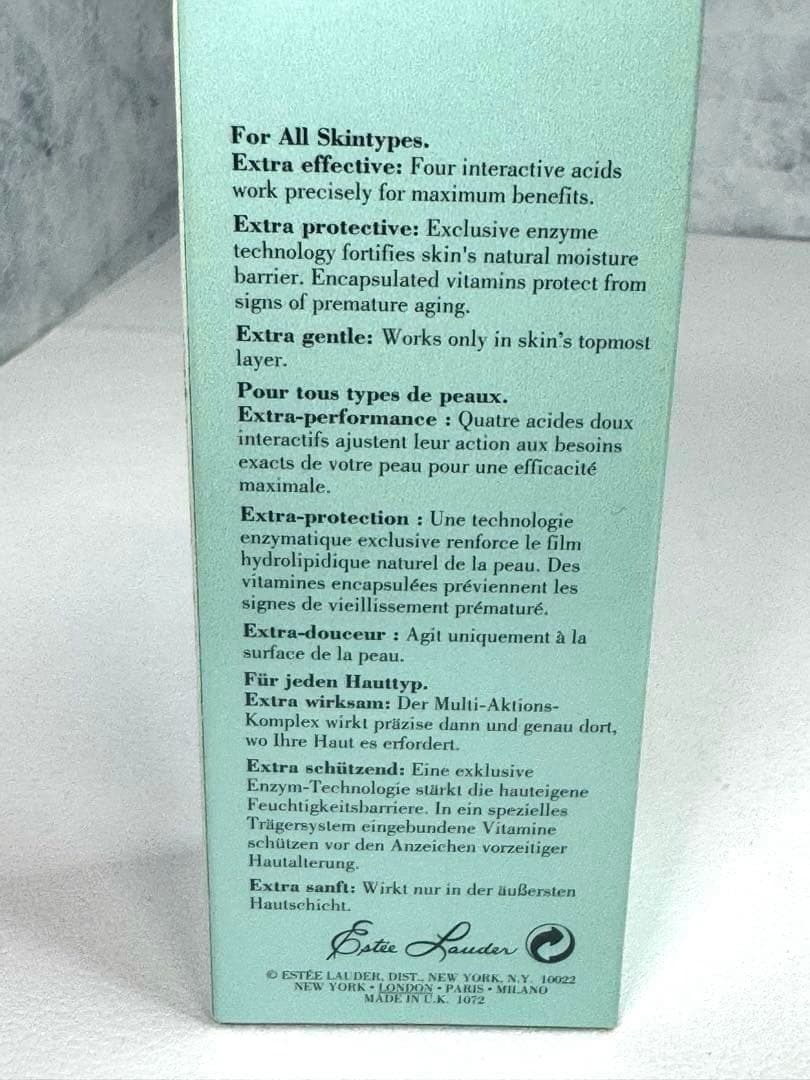 For All Skintypes.
Extra effective: Four interactive acids
work precisely for maximum benefits.
Extra protective: Exclusive enzyme
technology fortifies skin's natural moisture
barrier. Encapsulated vitamins protect from
signs of premature aging.
Extra gentle: Works only in skin's topmost
layer.
Pour tous types de peaux.
Extra-performance : Quatre acides doux
interactifs ajustent leur action aux besoins
exacts de votre peau pour une efficacité
maximale.
Extra-protection : Une technologie
enzymatique exclusive renforce le film
hydrolipidique naturel de la peau. Des
vitamines encapsulées préviennent les
signes de vieillissement prématuré.
Extra-douceur : Agit uniquement à la
surface de la peau.
Für jeden Hauttyp.
Extra wirksam: Der Multi-Aktions-
Komplex wirkt präzise dann und genau dort,
wo Ihre Haut es erfordert.
Extra schützend: Eine exklusive
Enzym-Technologie stärkt die hauteigene
Feuchtigkeitsbarriere. In ein spezielles
Trägersystem eingebundene Vitamine
schützen vor den Anzeichen vorzeitiger
Hautalterung.
Extra sanft: Wirkt nur in der äußersten
Hautschicht.
Estēe Lauder
© ESTÉE LAUDER, DIST., NEW YORK, N.Y. 10022
NEW YORK • LONDON • PARIS • MILANO
MADE IN U.K. 1072